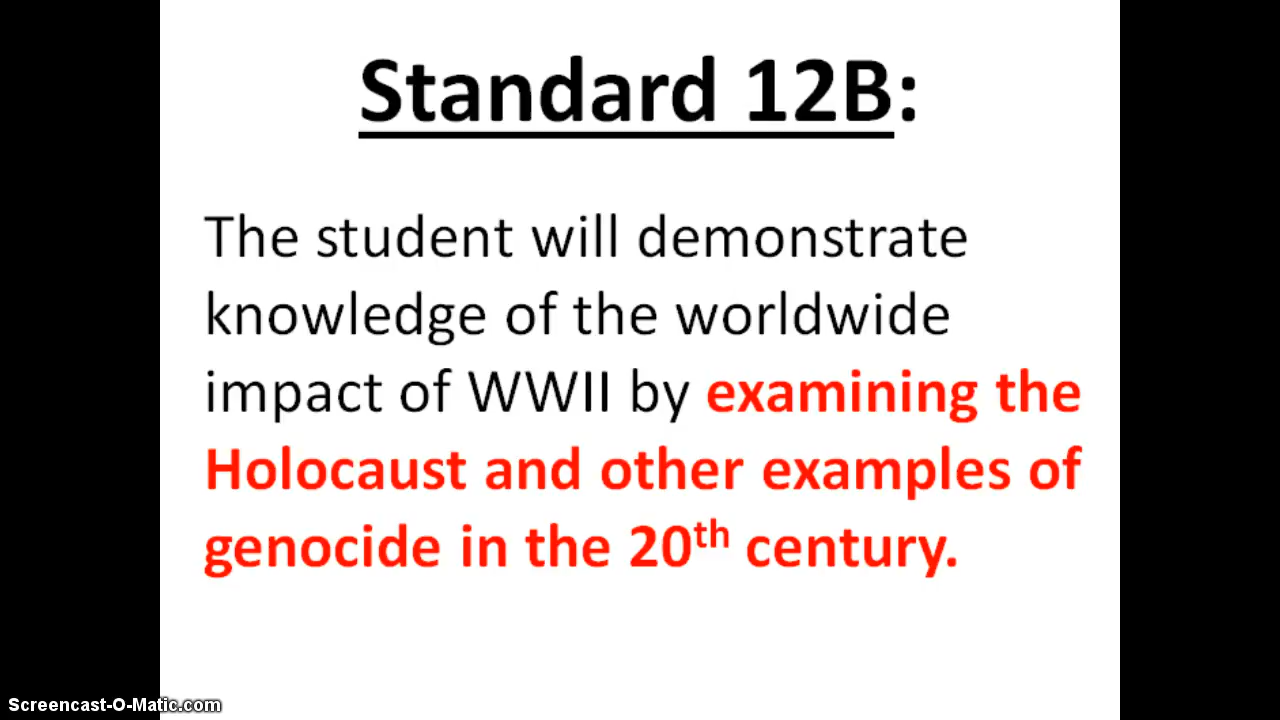 Standard 12B:
The student will demonstrate
knowledge of the worldwide
impact of WWII by examining the
Holocaust and other examples of
genocide in the 20th century.
Screencast-O-Matic.com